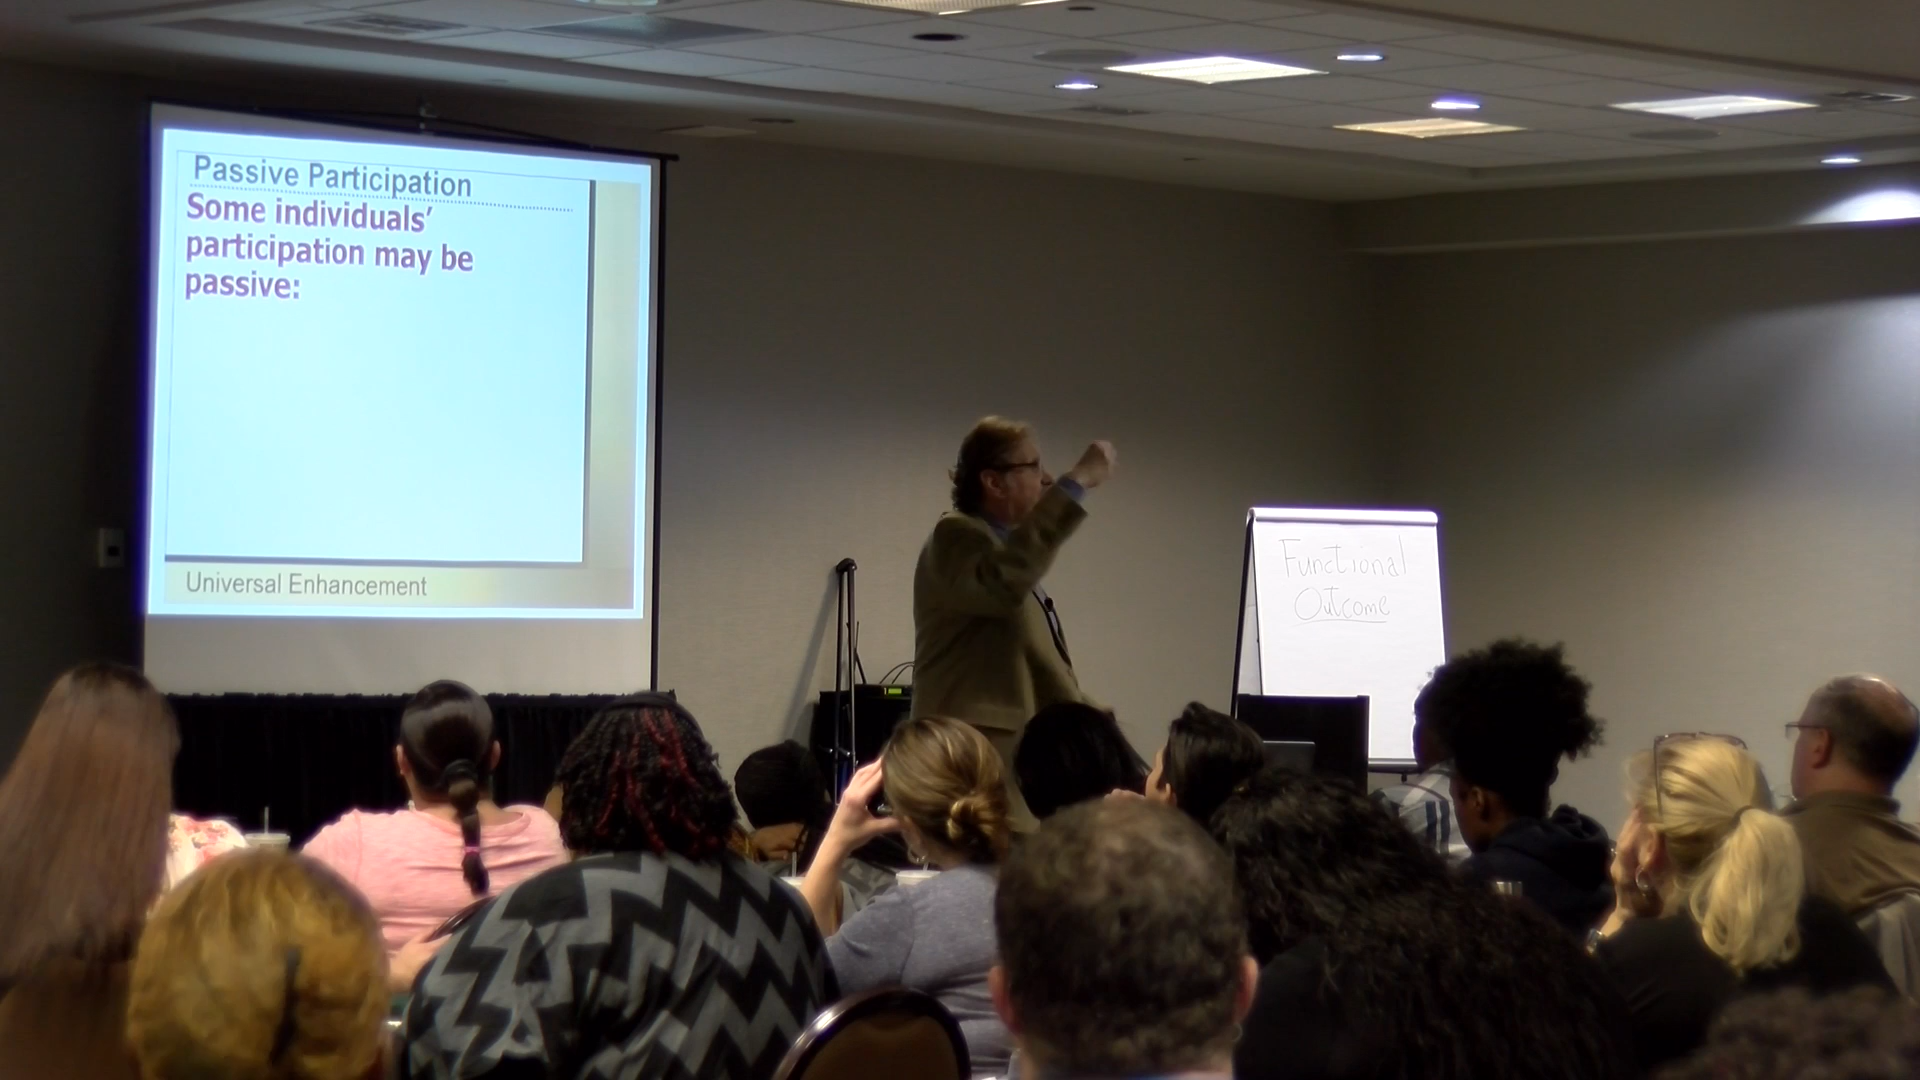 Passive Participation
Some individuals’
participation may be
passive:
Universal Enhancement
Functional
Outcome